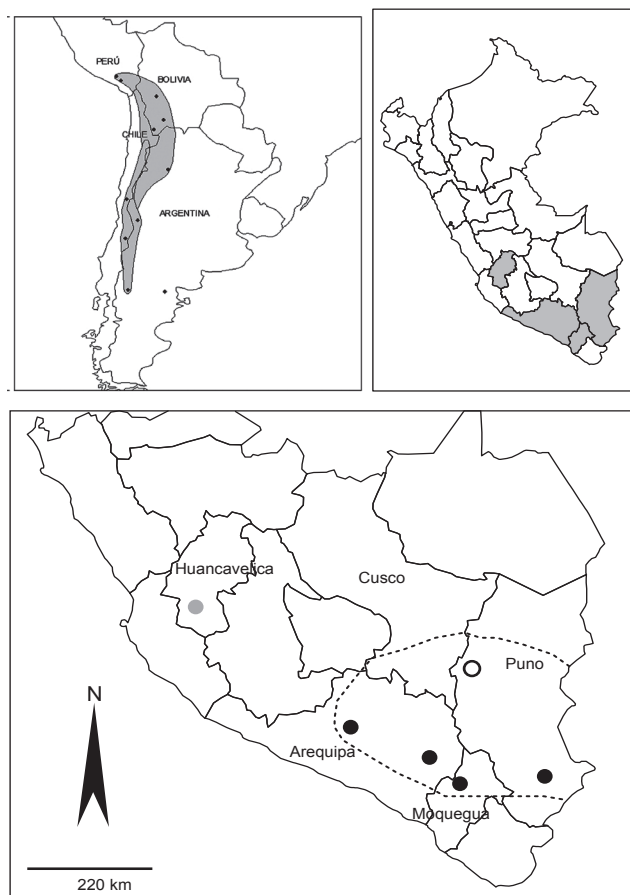 PERÚ
BOLIVIA
CHILE
ARGENTINA
Huancavelica
Cusco
Puno
N
Arequipa
Moquegua
220 km